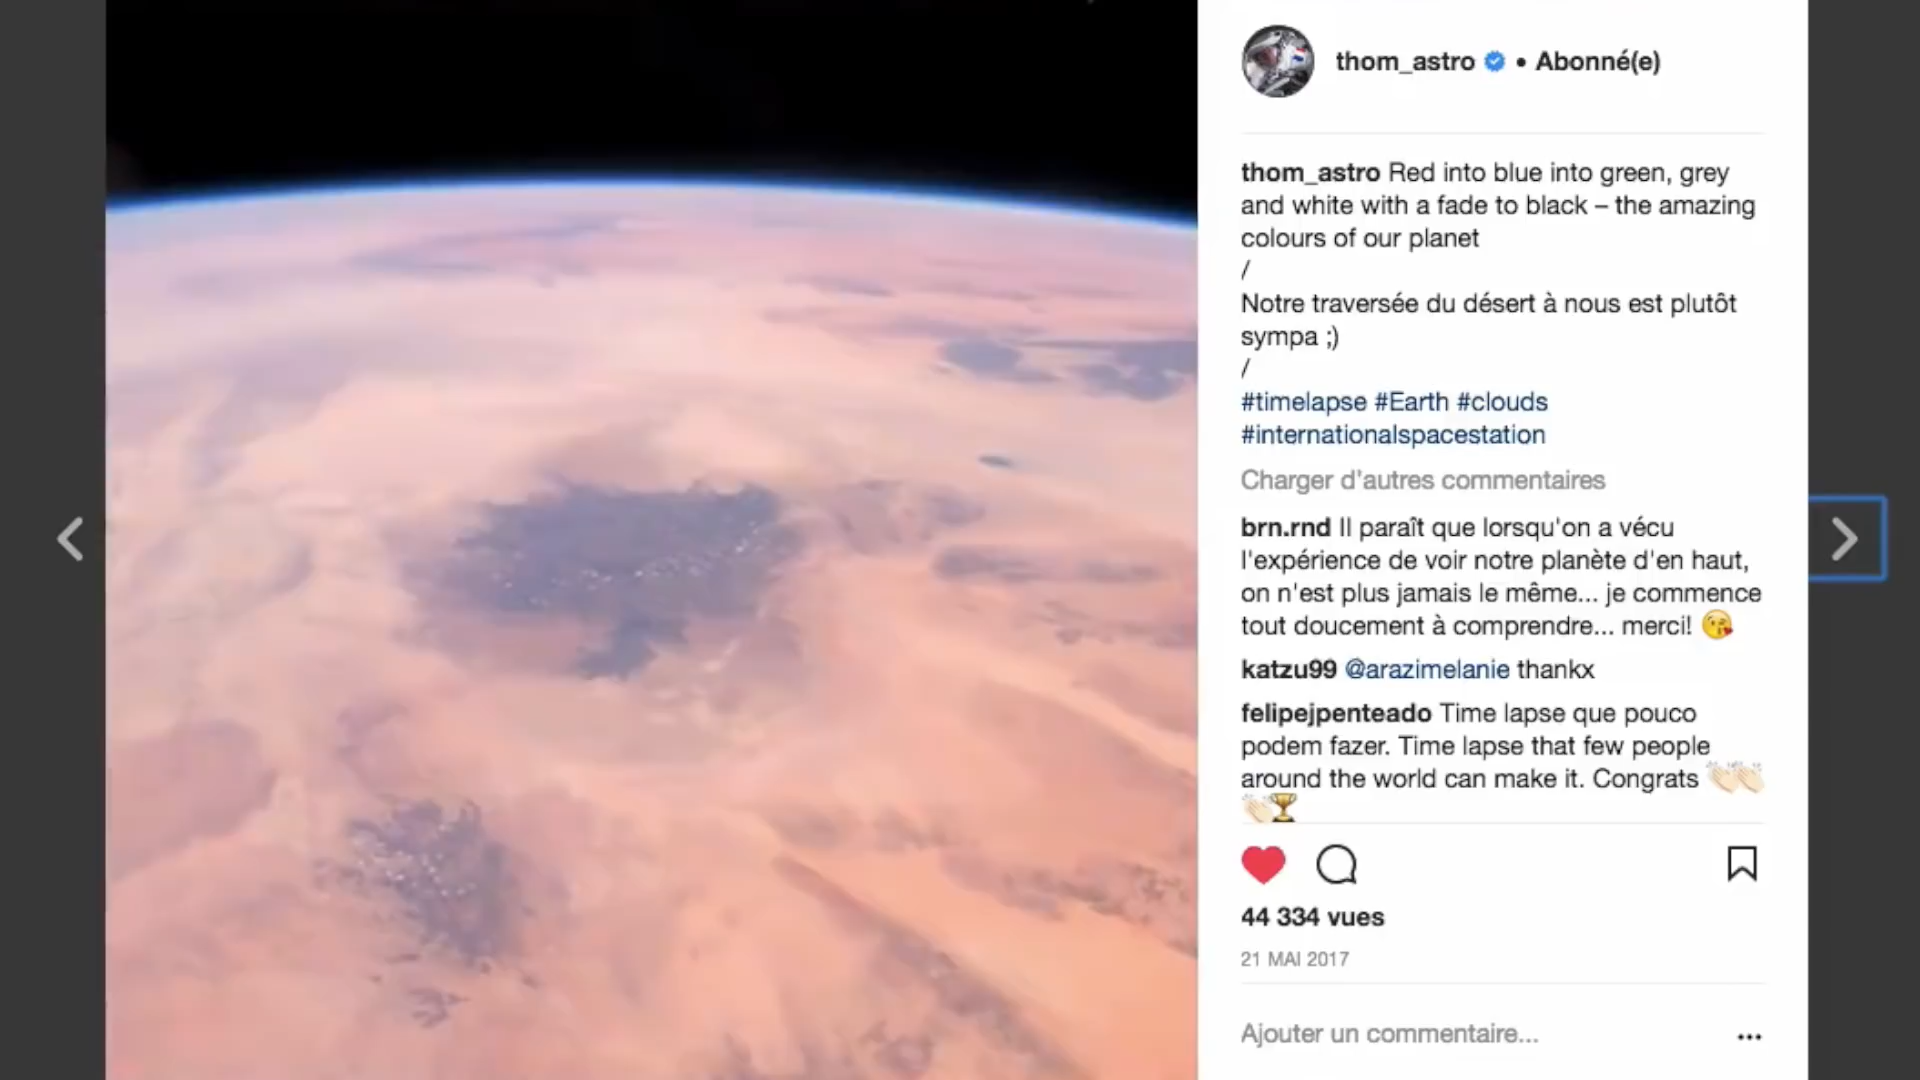 thom_astro • Abonné(e)
thom_astro Red into blue into green, grey
and white with a fade to black – the amazing
colours of our planet
/
Notre traversée du désert à nous est plutôt
sympa ;)
/
#timelapse #Earth #clouds
#internationalspacestation
Charger d'autres commentaires
brn.rnd Il paraît que lorsqu'on a vécu
l'expérience de voir notre planète d'en haut,
on n'est plus jamais le même... je commence
tout doucement à comprendre... merci! 😘
katzu99 @arazimelanie thankx
felipejpenteado Time lapse que pouco
podem fazer. Time lapse that few people
around the world can make it. Congrats 👏🏻👏🏻
👏🏻🏆
44 334 vues
21 MAI 2017
Ajouter un commentaire...